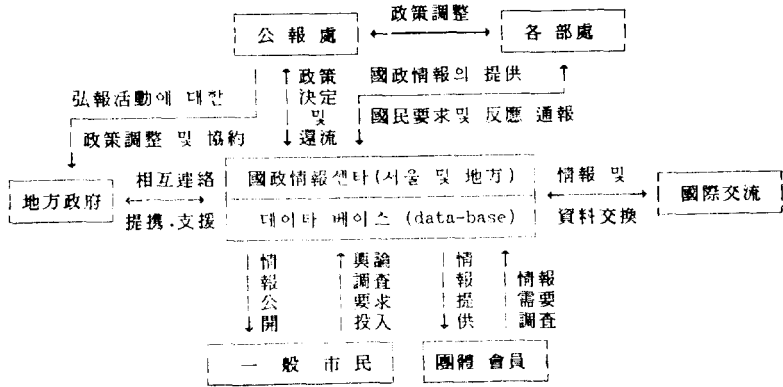 政策調整
公報處
各部處
政策
決定
및
還流
國政情報의 提供
國民要求및 反應 通報
弘報活動에 대한
政策調整 및 協約
地方政府
相互連絡
提携.支援
國政情報센타(서울 및 地方)
데이타 베이스 (data-base)
情報 및
資料交換
國際交流
情報公開
輿論調査要求投入
情報提供
情報需要調査
一般市民
團體 會員